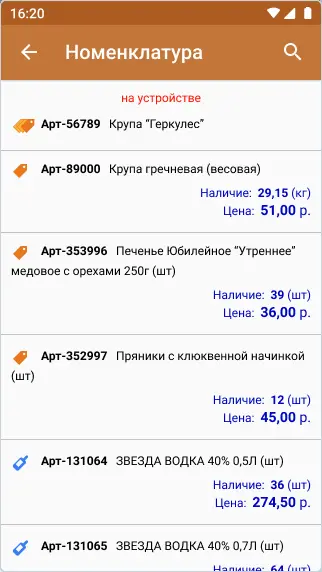 16:20
Номенклатура
на устройстве
Арт-56789 Крупа “Геркулес”
Арт-89000 Крупа гречневая (весовая)
Наличие: 29,15 (кг)
Цена: 51,00 р.
Арт-353996 Печенье Юбилейное “Утреннее”
медовое с орехами 250г (шт)
Наличие: 39 (шт)
Цена: 36,00 р.
Арт-352997 Пряники с клюквенной начинкой
(шт)
Наличие: 12 (шт)
Цена: 45,00 р.
Арт-131064 ЗВЕЗДА ВОДКА 40% 0,5Л (шт)
Наличие: 36 (шт)
Цена: 274,50 р.
Арт-131065 ЗВЕЗДА ВОДКА 40% 0,7Л (шт)
Наличие: 64 (шт)